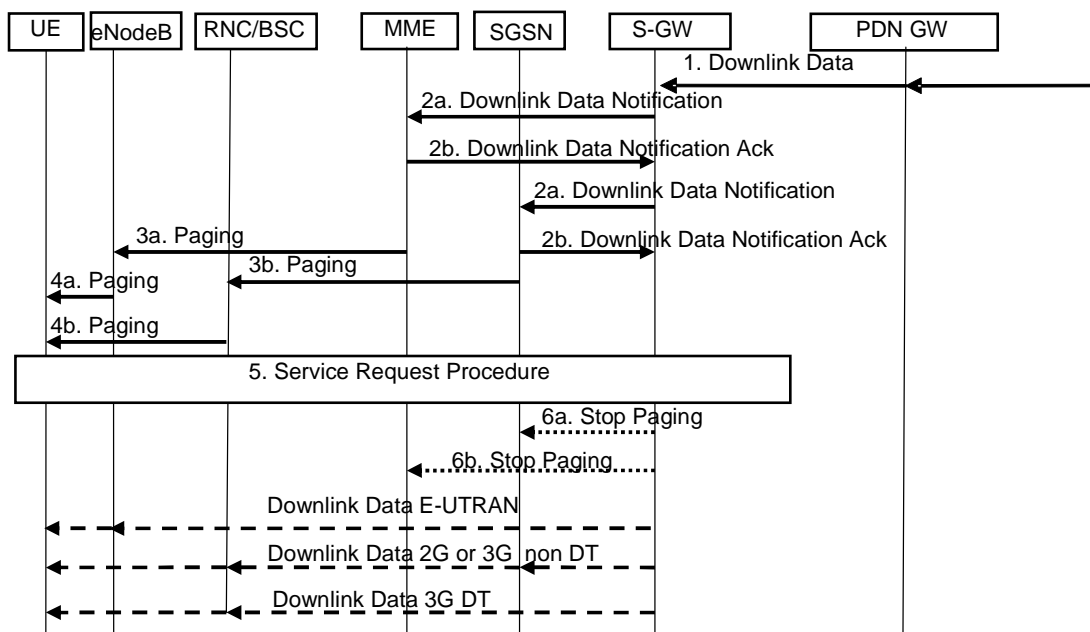 UE eNodeB RNC/BSC MME SGSN S-GW PDN GW
1. Downlink Data
2a. Downlink Data Notification
2b. Downlink Data Notification Ack
2a. Downlink Data Notification
3a. Paging 2b. Downlink Data Notification Ack
3b. Paging
4a. Paging
4b. Paging
5. Service Request Procedure
6a. Stop Paging
6b. Stop Paging
Downlink Data E-UTRAN
Downlink Data 2G or 3G non DT
Downlink Data 3G DT